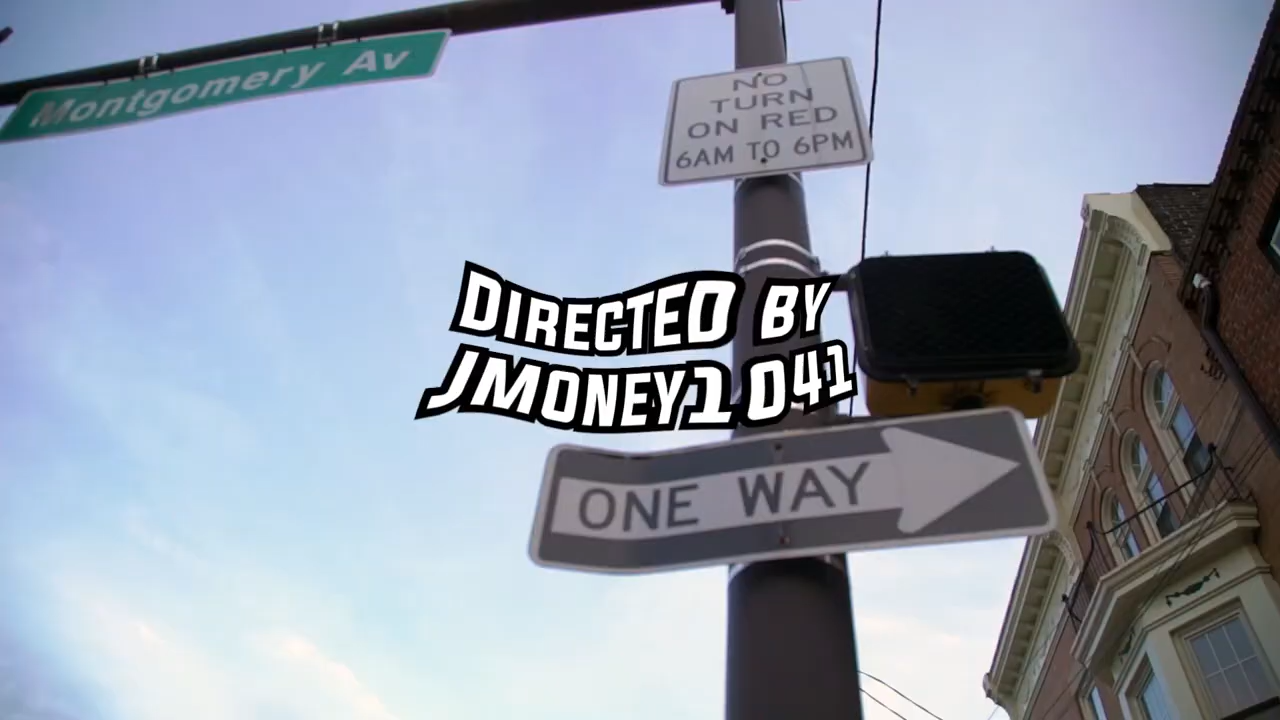 Montgomery Av
NO
TURN
ON RED
6AM TO 6PM
DIRECTED BY
JMONEY1041
ONE WAY